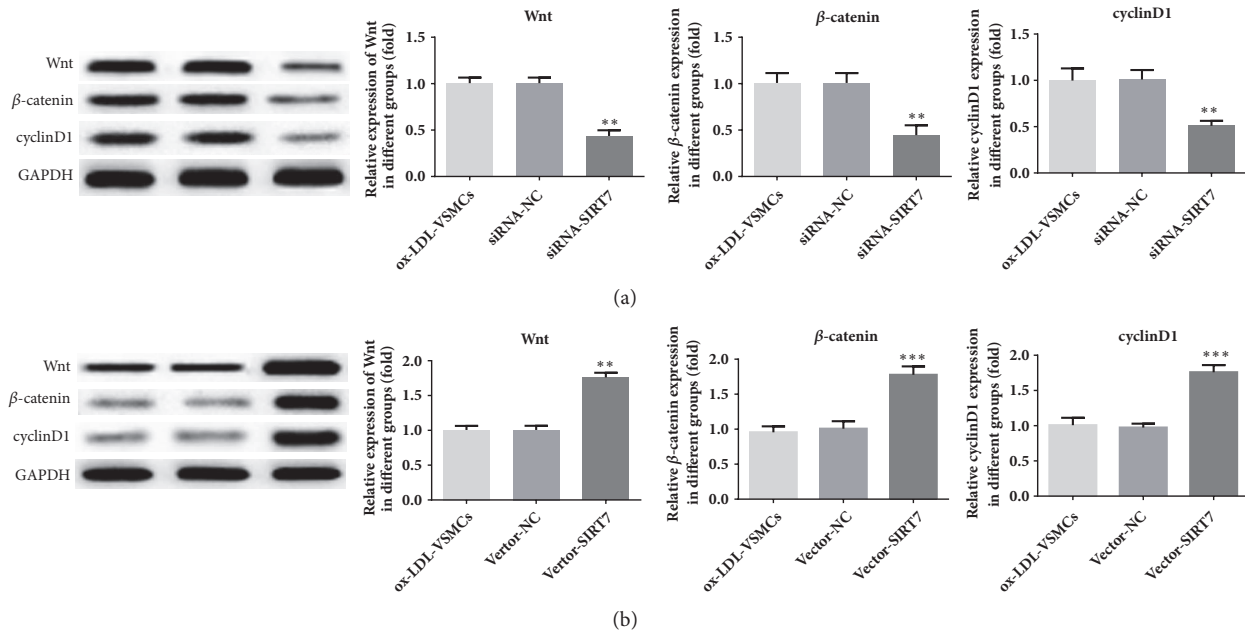 Wnt
β-catenin
cyclinD1
GAPDH
Wnt
Relative expression of Wnt
in different groups (fold)
1.5
1.0
0.5
0.0
**
ox-LDL-VSMCs
siRNA-NC
siRNA-SIRT7
β-catenin
Relative β-catenin expression
in different groups (fold)
1.5
1.0
0.5
0.0
**
ox-LDL-VSMCs
siRNA-NC
siRNA-SIRT7
cyclinD1
Relative cyclinD1 expression
in different groups (fold)
1.5
1.0
0.5
0.0
**
ox-LDL-VSMCs
siRNA-NC
siRNA-SIRT7
(a)
Wnt
β-catenin
cyclinD1
GAPDH
Wnt
Relative expression of Wnt
in different groups (fold)
2.0
1.5
1.0
1.5
2.0
**
ox-LDL-VSMCs
Vertor-NC
Vertor-SIRT7
β-catenin
Relative β-catenin expression
in different groups (fold)
2.0
1.5
1.0
0.5
0.0
***
ox-LDL-VSMCs
Vector-NC
Vector-SIRT7
cyclinD1
Relative cyclinD1 expression
in different groups (fold)
2.0
1.5
1.0
0.5
0.0
***
ox-LDL-VSMCs
Vector-NC
Vector-SIRT7
(b)